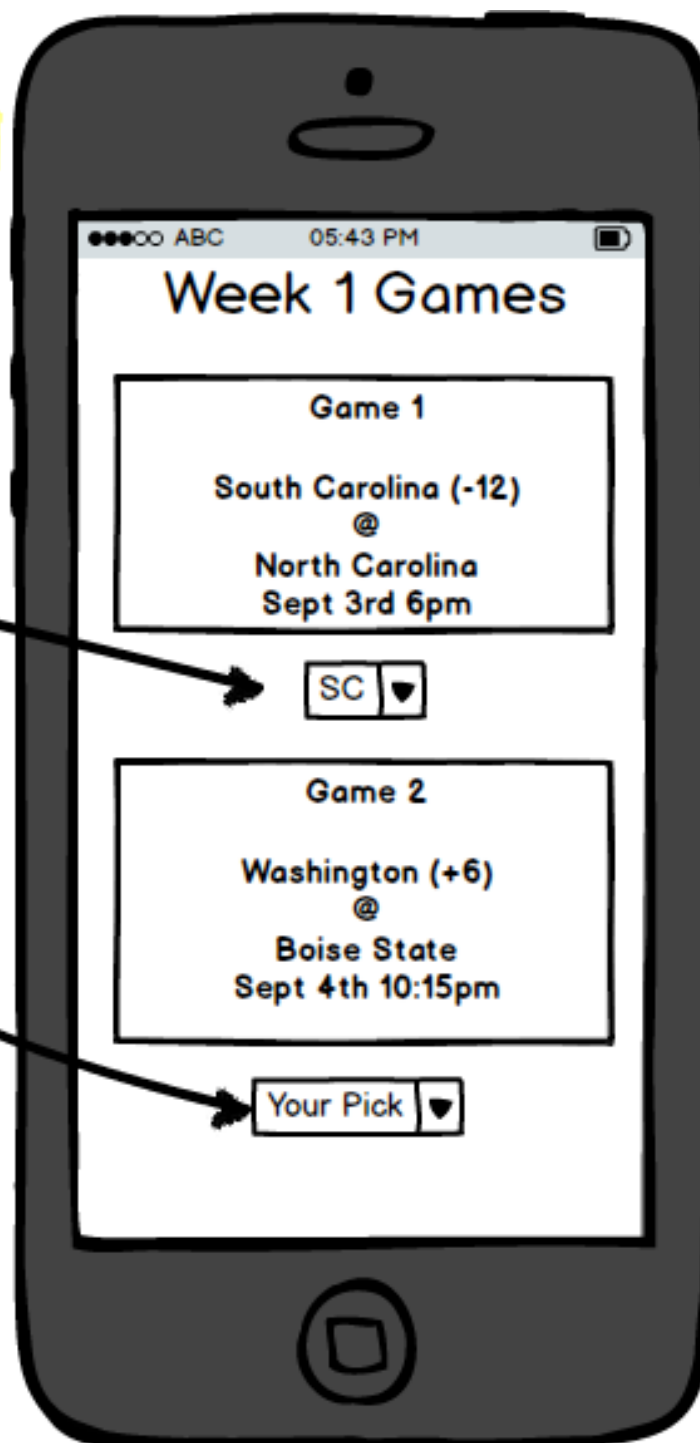 ABC 05:43 PM
Week 1 Games
Game 1
South Carolina (-12)
@
North Carolina
Sept 3rd 6pm
SC
Game 2
Washington (+6)
@
Boise State
Sept 4th 10:15pm
Your Pick